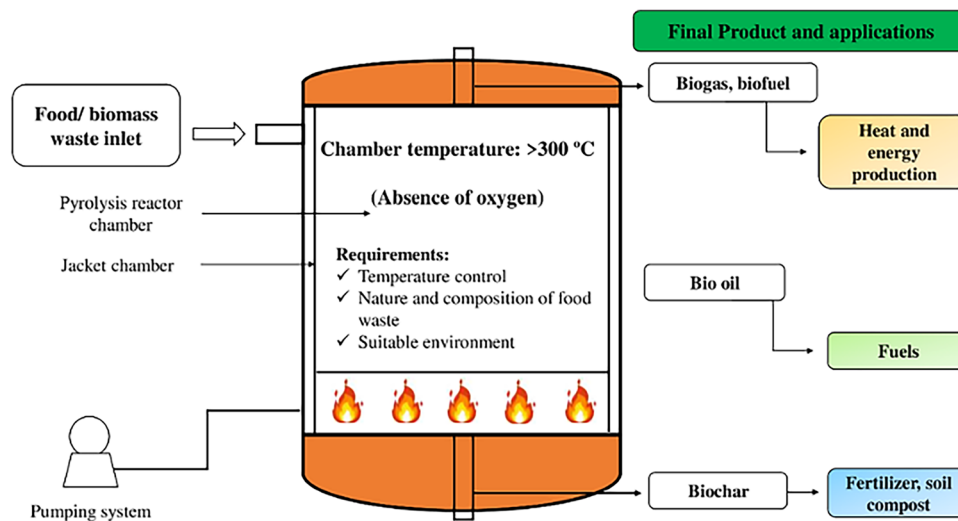 Final Product and applications
Food/ biomass
waste inlet
Biogas, biofuel
Heat and
energy
production
Chamber temperature: >300 ºC
(Absence of oxygen)
Pyrolysis reactor
chamber
Jacket chamber
Requirements:
✓ Temperature control
✓ Nature and composition of food
waste
✓ Suitable environment
Bio oil
Fuels
Pumping system
Biochar
Fertilizer, soil
compost